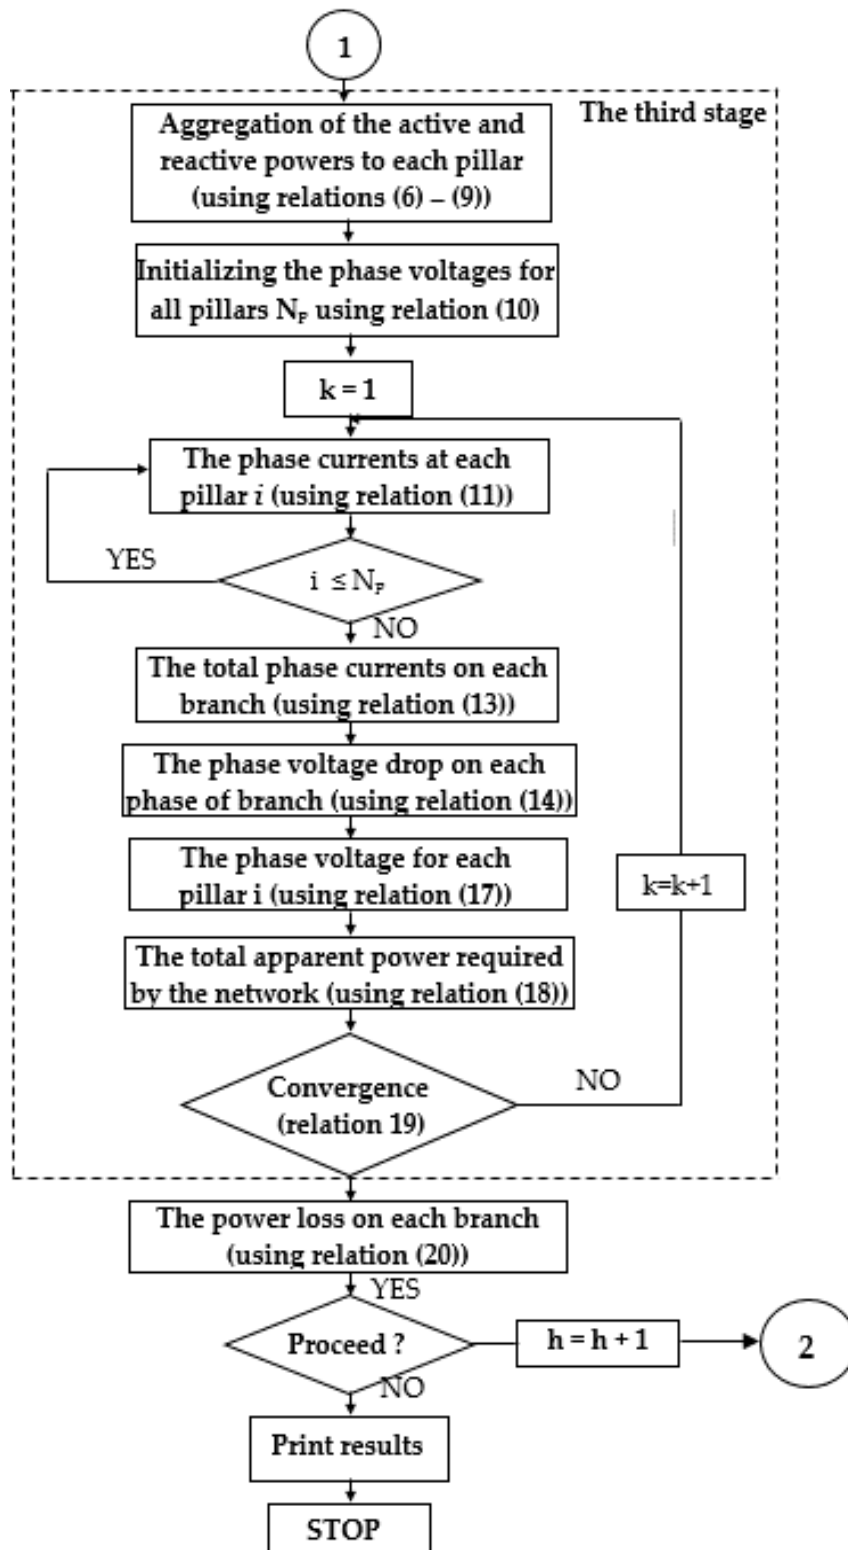 1
The third stage
Aggregation of the active and
reactive powers to each pillar
(using relations (6) – (9))
Initializing the phase voltages for
all pillars Nₚ using relation (10)
k = 1
The phase currents at each
pillar i (using relation (11))
YES
i ≤ Nₚ
NO
The total phase currents on each
branch (using relation (13))
The phase voltage drop on each
phase of branch (using relation (14))
The phase voltage for each
pillar i (using relation (17))
k=k+1
The total apparent power required
by the network (using relation (18))
Convergence
(relation 19)
NO
The power loss on each branch
(using relation (20))
YES
Proceed ?
h = h + 1
2
NO
Print results
STOP